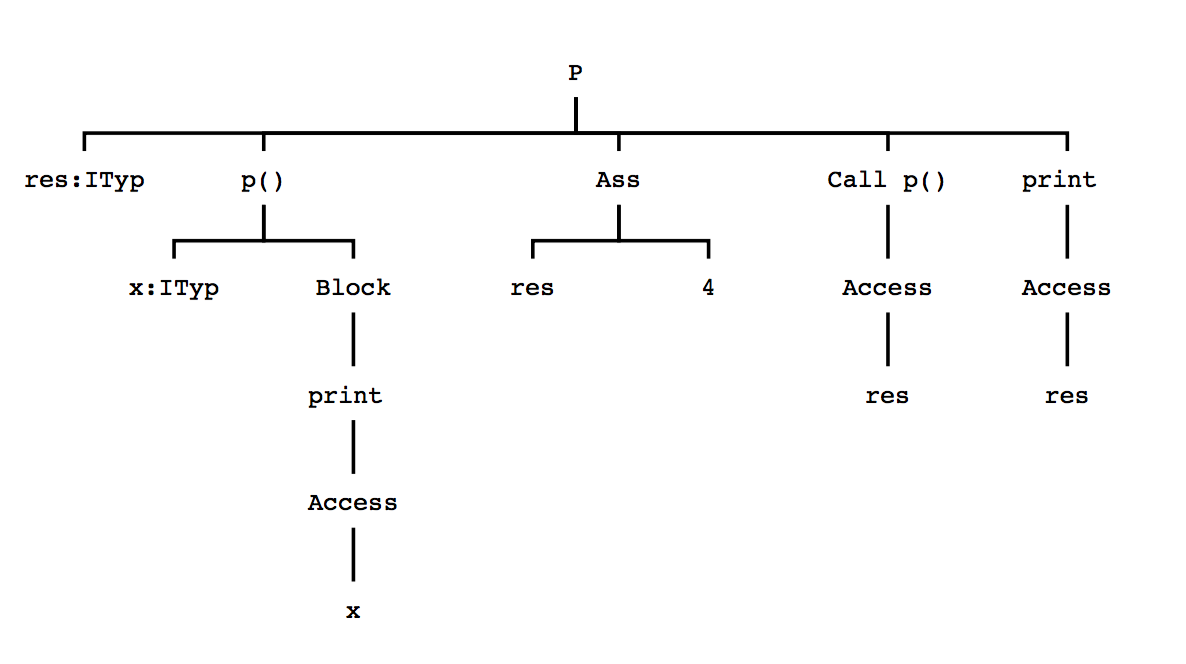 P
res:ITyp p() Ass Call p() print
x:ITyp Block res 4 Access Access
print res res
Access
x